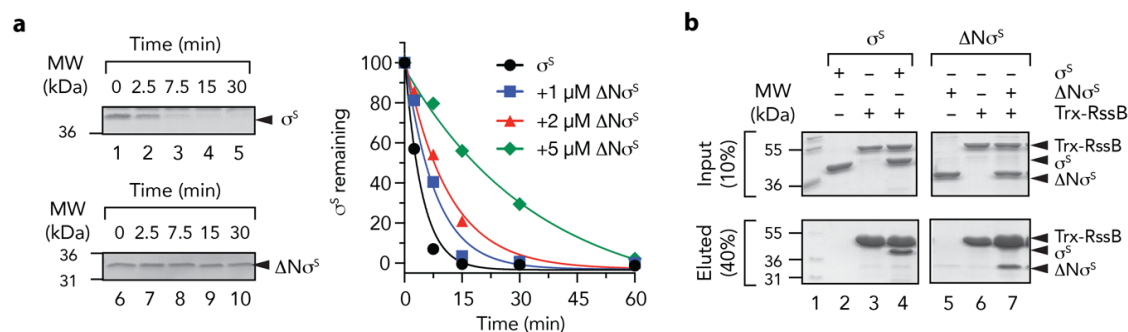 a
Time (min)
MW
(kDa)
0 2.5 7.5 15 30
36
σS
1 2 3 4 5
Time (min)
MW
(kDa)
0 2.5 7.5 15 30
36
31
ΔNσS
6 7 8 9 10
σS remaining
100
80
60
40
20
0
0 15 30 45 60
Time (min)
σS
+1 μM ΔNσS
+2 μM ΔNσS
+5 μM ΔNσS
b
σS ΔNσS
+ – + – – – σS
– – – + – + ΔNσS
– + + – + + Trx-RssB
MW
(kDa)
Input
(10%)
55
36
Trx-RssB
σS
ΔNσS
Eluted
(40%)
55
36
31
Trx-RssB
σS
ΔNσS
1 2 3 4 5 6 7